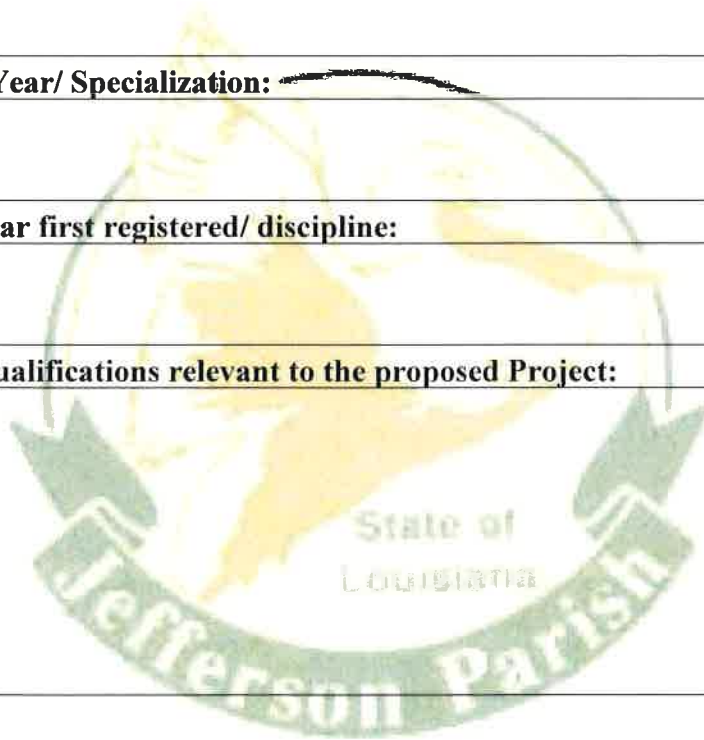 Year/ Specialization:
ar first registered/ discipline:
ualifications relevant to the proposed Project:
State of
Louisiana
Jefferson Parish